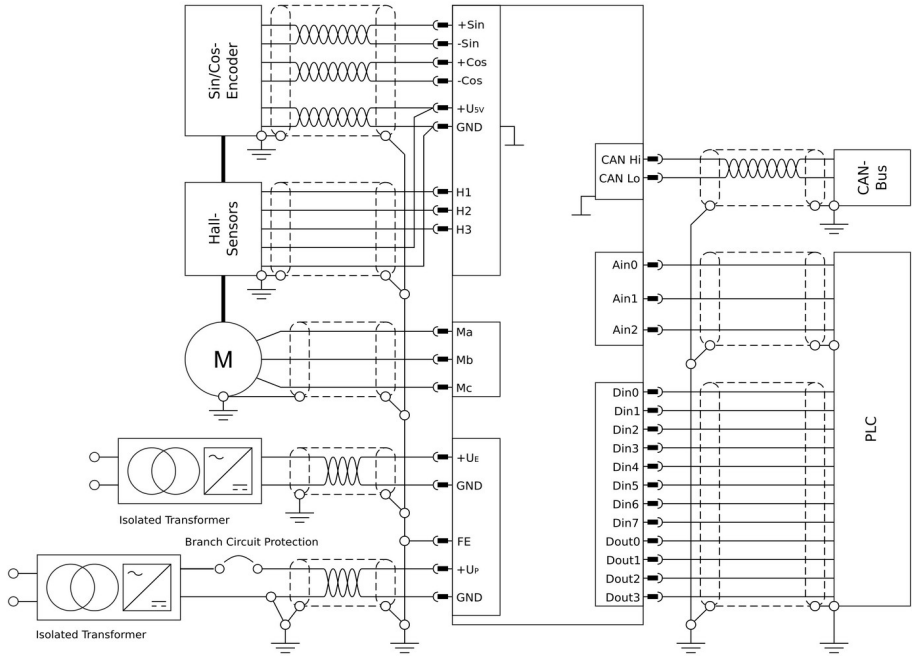 Sin/Cos-
Encoder
+Sin
-Sin
+Cos
-Cos
+U5V
GND
Hall-
Sensors
H1
H2
H3
M
Ma
Mb
Mc
+UE
GND
Isolated Transformer
Branch Circuit Protection
FE
+UP
GND
Isolated Transformer
CAN Hi
CAN Lo
CAN-
Bus
Ain0
Ain1
Ain2
Din0
Din1
Din2
Din3
Din4
Din5
Din6
Din7
Dout0
Dout1
Dout2
Dout3
PLC